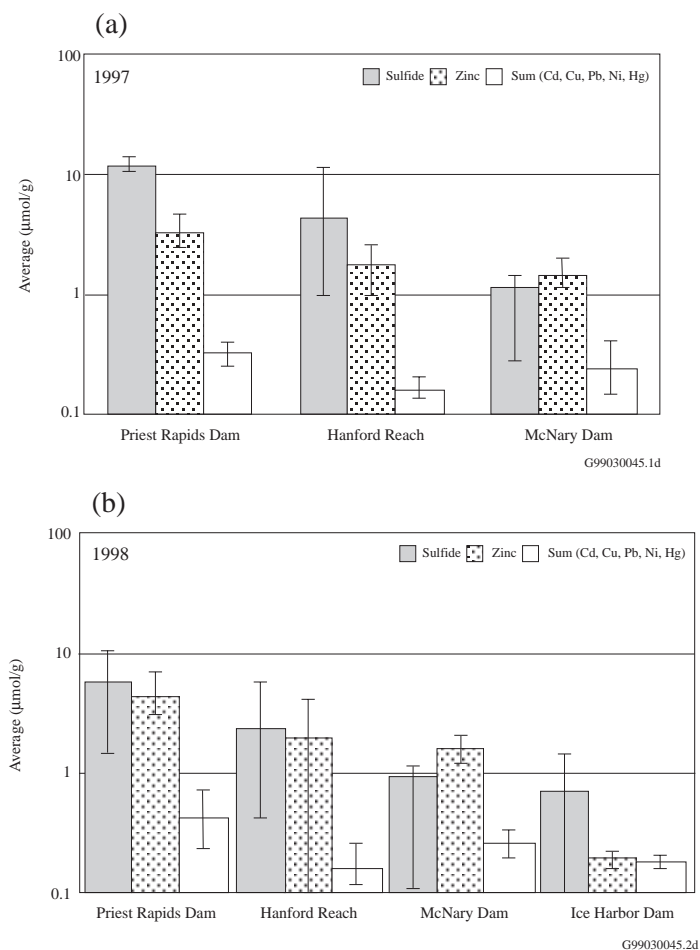 (a)
100
1997
Sulfide Zinc Sum (Cd, Cu, Pb, Ni, Hg)
10
Average (μmol/g)
1
0.1
Priest Rapids Dam Hanford Reach McNary Dam
G99030045.1d
(b)
100
1998
Sulfide Zinc Sum (Cd, Cu, Pb, Ni, Hg)
10
Average (μmol/g)
1
0.1
Priest Rapids Dam Hanford Reach McNary Dam Ice Harbor Dam
G99030045.2d